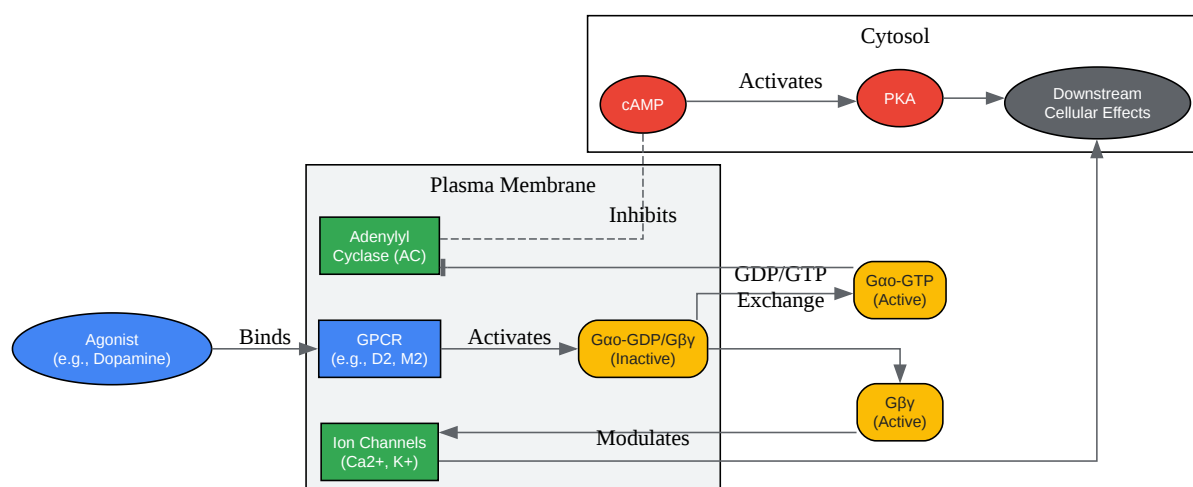 Cytosol
cAMP
Activates
PKA
Downstream
Cellular Effects
Plasma Membrane
Adenylyl
Cyclase (AC)
Inhibits
GDP/GTP
Exchange
Gαo-GTP
(Active)
Agonist
(e.g., Dopamine)
Binds
GPCR
(e.g., D2, M2)
Activates
Gαo-GDP/Gβγ
(Inactive)
Gβγ
(Active)
Ion Channels
(Ca2+, K+)
Modulates